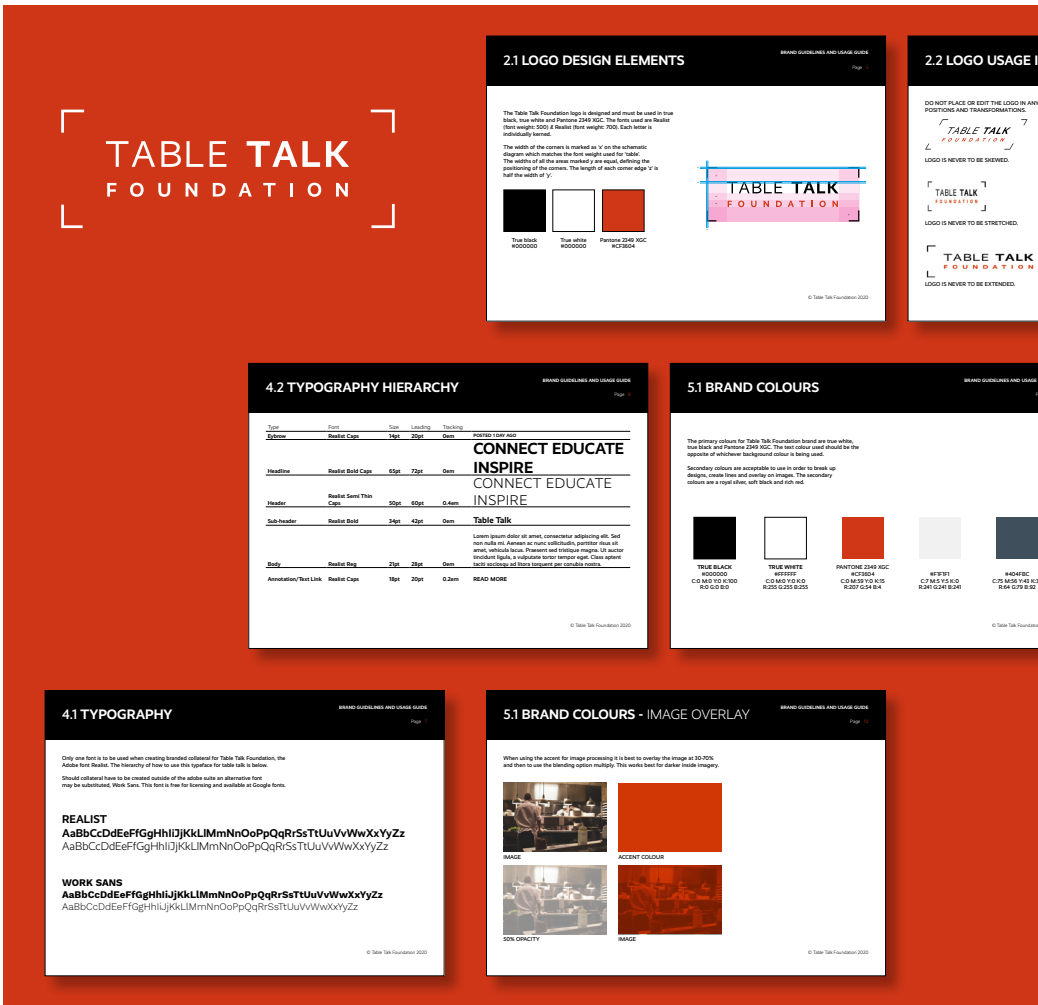 TABLE TALK
FOUNDATION
2.1 LOGO DESIGN ELEMENTS
BRAND GUIDELINES AND USAGE GUIDE
Page
The Table Talk Foundation logo is designed and must be used in true
black, true white and Pantone 2349 XGC. The fonts used are Realist
(font weight: 500) & Realist (font weight: 700). Each letter is
individually kerned.
The width of the corners is marked as 'x' on the schematic
diagram which matches the font weight used for 'table'.
The widths of all the areas marked y are equal, defining the
positioning of the corners. The length of each corner edge 'z' is
half the width of 'y'.
TABLE TALK
FOUNDATION
True black
#000000
True white
#000000
Pantone 2349 XGC
#CF3604
© Table Talk Foundation 2020
2.2 LOGO USAGE
DO NOT PLACE OR EDIT THE LOGO IN ANY
POSITIONS AND TRANSFORMATIONS.
TABLE TALK
FOUNDATION
LOGO IS NEVER TO BE SKEWED.
TABLE TALK
FOUNDATION
LOGO IS NEVER TO BE STRETCHED.
TABLE TALK
FOUNDATION
LOGO IS NEVER TO BE EXTENDED.
4.2 TYPOGRAPHY HIERARCHY
BRAND GUIDELINES AND USAGE GUIDE
Page
Type Font Size Leading Tracking
Eybrow Realist Caps 14pt 20pt 0em POSTED 1 DAY AGO
CONNECT EDUCATE
Headline Realist Bold Caps 65pt 72pt 0em INSPIRE
CONNECT EDUCATE
Realist Semi Thin
Header Caps 50pt 60pt 0.4em INSPIRE
Sub-header Realist Bold 34pt 42pt 0em Table Talk
Lorem ipsum dolor sit amet, consectetur adipiscing elit. Sed
non nulla mi. Aenean ac nunc sollicitudin, porttitor risus sit
amet, vehicula lacus. Praesent sed tristique magna. Ut auctor
tincidunt ligula, a vulputate tortor tempor eget. Class aptent
Body Realist Reg 21pt 28pt 0em taciti sociosqu ad litora torquent per conubia nostra.
Annotation/Text Link Realist Caps 18pt 20pt 0.2em READ MORE
© Table Talk Foundation 2020
5.1 BRAND COLOURS
BRAND GUIDELINES AND USAGE
The primary colours for Table Talk Foundation brand are true white,
true black and Pantone 2349 XGC. The text colour used should be the
opposite of whichever background colour is being used.
Secondary colours are acceptable to use in order to break up
designs, create lines and overlay on images. The secondary
colours are a royal silver, soft black and rich red.
TRUE BLACK
#000000
C:0 M:0 Y:0 K:100
R:0 G:0 B:0
TRUE WHITE
#FFFFFF
C:0 M:0 Y:0 K:0
R:255 G:255 B:255
PANTONE 2349 XGC
#CF3604
C:0 M:59 Y:0 K:15
R:207 G:54 B:4
#F1F1F1
C:7 M:5 Y:5 K:0
R:241 G:241 B:241
#404FBC
C:75 M:56 Y:43
R:64 G:79 B:92
© Table Talk
4.1 TYPOGRAPHY
BRAND GUIDELINES AND USAGE GUIDE
Page
Only one font is to be used when creating branded collateral for Table Talk Foundation, the
Adobe font Realist. The hierarchy of how to use this typeface for table talk is below.
Should collateral have to be created outside of the adobe suite an alternative font
may be substituted, Work Sans. This font is free for licensing and available at Google fonts.
REALIST
AaBbCcDdEeFfGgHhIiJjKkLlMmNnOoPpQqRrSsTtUuVvWwXxYyZz
AaBbCcDdEeFfGgHhIiJjKkLlMmNnOoPpQqRrSsTtUuVvWwXxYyZz
WORK SANS
AaBbCcDdEeFfGgHhIiJjKkLlMmNnOoPpQqRrSsTtUuVvWwXxYyZz
AaBbCcDdEeFfGgHhIiJjKkLlMmNnOoPpQqRrSsTtUuVvWwXxYyZz
© Table Talk Foundation 2020
5.1 BRAND COLOURS - IMAGE OVERLAY
BRAND GUIDELINES AND USAGE GUIDE
Page
When using the accent for image processing it is best to overlay the image at 30-70%
and then to use the blending option multiply. This works best for darker inside imagery.
IMAGE
ACCENT COLOUR
50% OPACITY
IMAGE
© Table Talk Foundation 2020